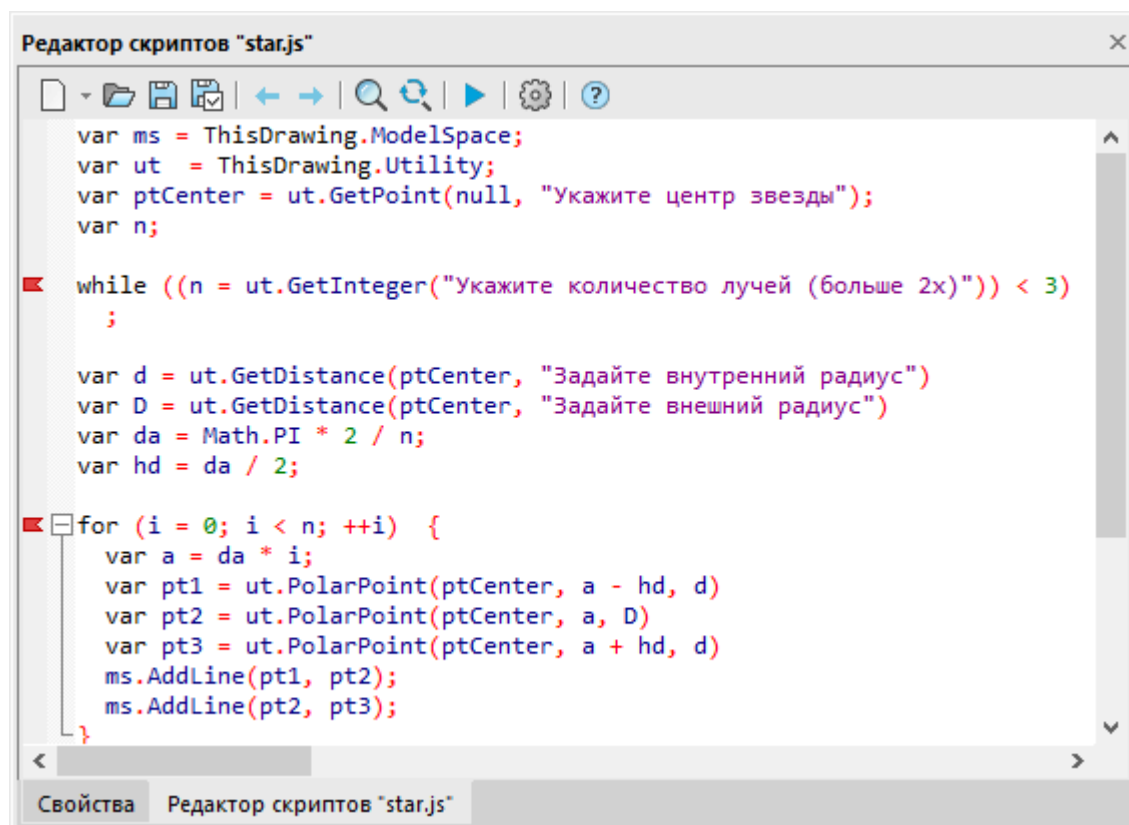 Редактор скриптов "star.js"
var ms = ThisDrawing.ModelSpace;
var ut  = ThisDrawing.Utility;
var ptCenter = ut.GetPoint(null, "Укажите центр звезды");
var n;
while ((n = ut.GetInteger("Укажите количество лучей (больше 2х)")) < 3)
;
var d = ut.GetDistance(ptCenter, "Задайте внутренний радиус")
var D = ut.GetDistance(ptCenter, "Задайте внешний радиус")
var da = Math.PI * 2 / n;
var hd = da / 2;
for (i = 0; i < n; ++i)  {
var a = da * i;
var pt1 = ut.PolarPoint(ptCenter, a - hd, d)
var pt2 = ut.PolarPoint(ptCenter, a, D)
var pt3 = ut.PolarPoint(ptCenter, a + hd, d)
ms.AddLine(pt1, pt2);
ms.AddLine(pt2, pt3);
}
Свойства Редактор скриптов "star.js"